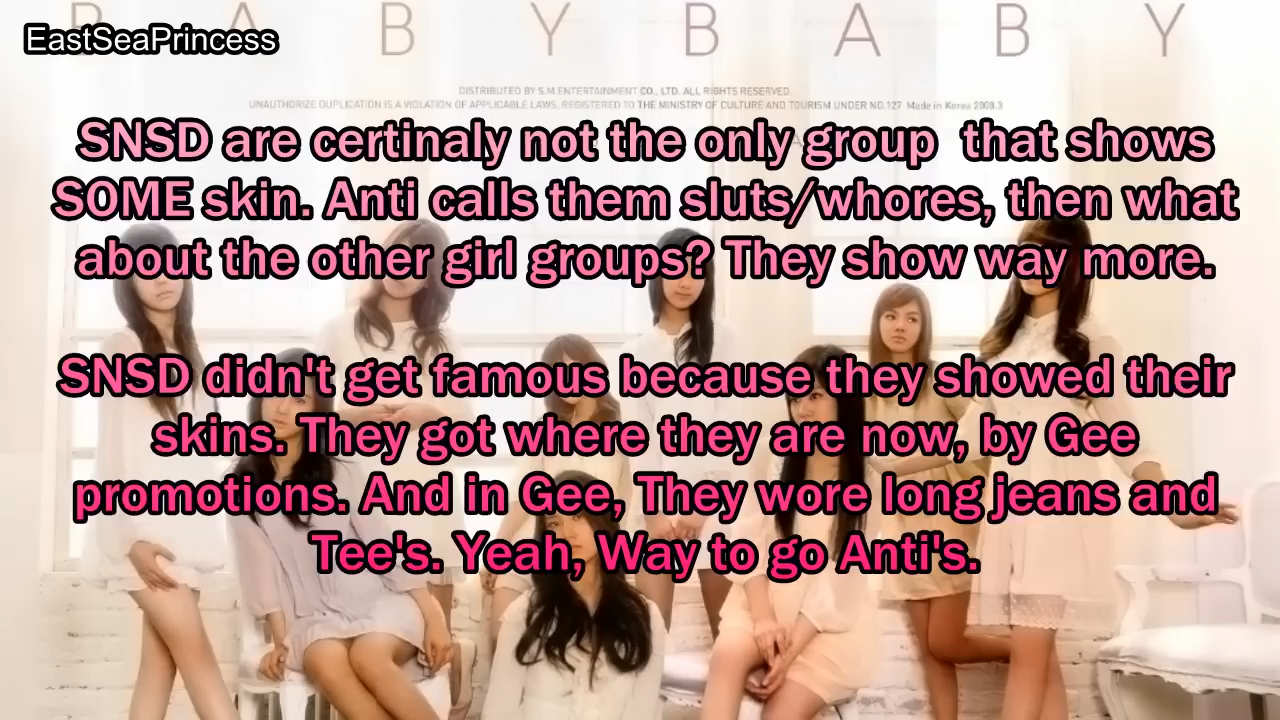 BABY BABY
EastSeaPrincess
DISTRIBUTED BY S.M.ENTERTAINMENT CO., LTD. ALL RIGHTS RESERVED.
UNAUTHORIZE DUPLICATION IS A VIOLATION OF APPLICABLE LAWS. REGISTERED TO THE MINISTRY OF CULTURE AND TOURISM UNDER NO.127 Made in Korea 2008.3
SNSD are certinaly not the only group that shows
SOME skin. Anti calls them sluts/whores, then what
about the other girl groups? They show way more.
SNSD didn't get famous because they showed their
skins. They got where they are now, by Gee
promotions. And in Gee, They wore long jeans and
Tee's. Yeah, Way to go Anti's.